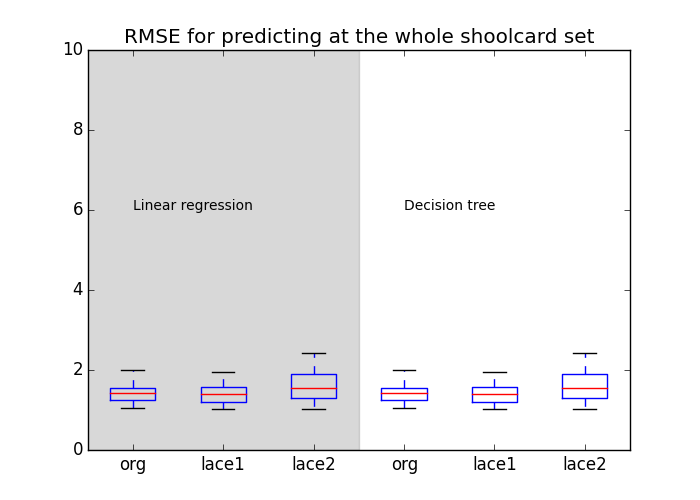 RMSE for predicting at the whole shoolcard set
10
8
6
4
2
0
Linear regression
Decision tree
org lace1 lace2 org lace1 lace2